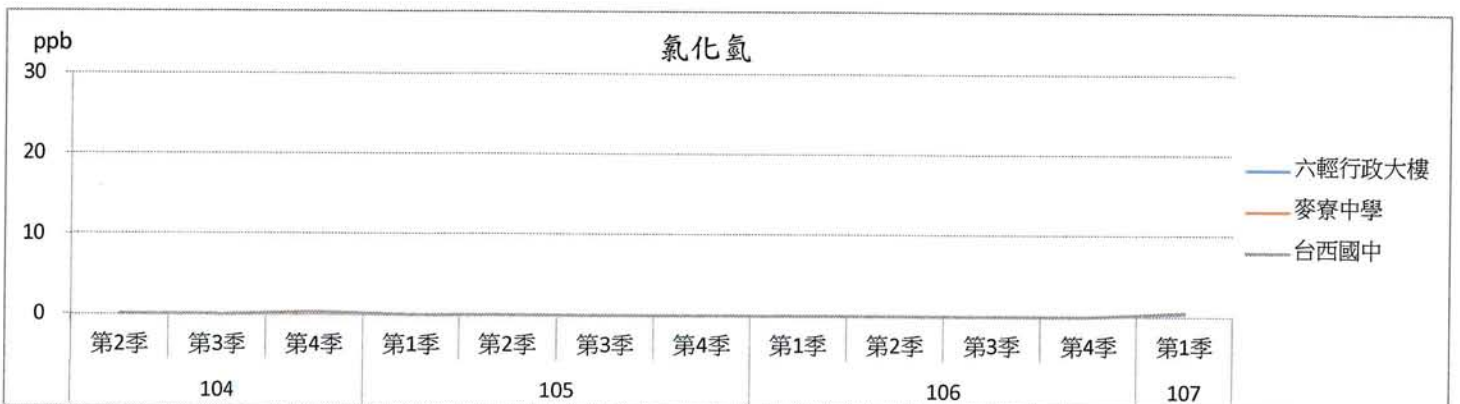 ppb
氯化氫
30
20
10
0
六輕行政大樓
麥寮中學
台西國中
第2季 第3季 第4季 第1季 第2季 第3季 第4季 第1季 第2季 第3季 第4季 第1季
104 105 106 107